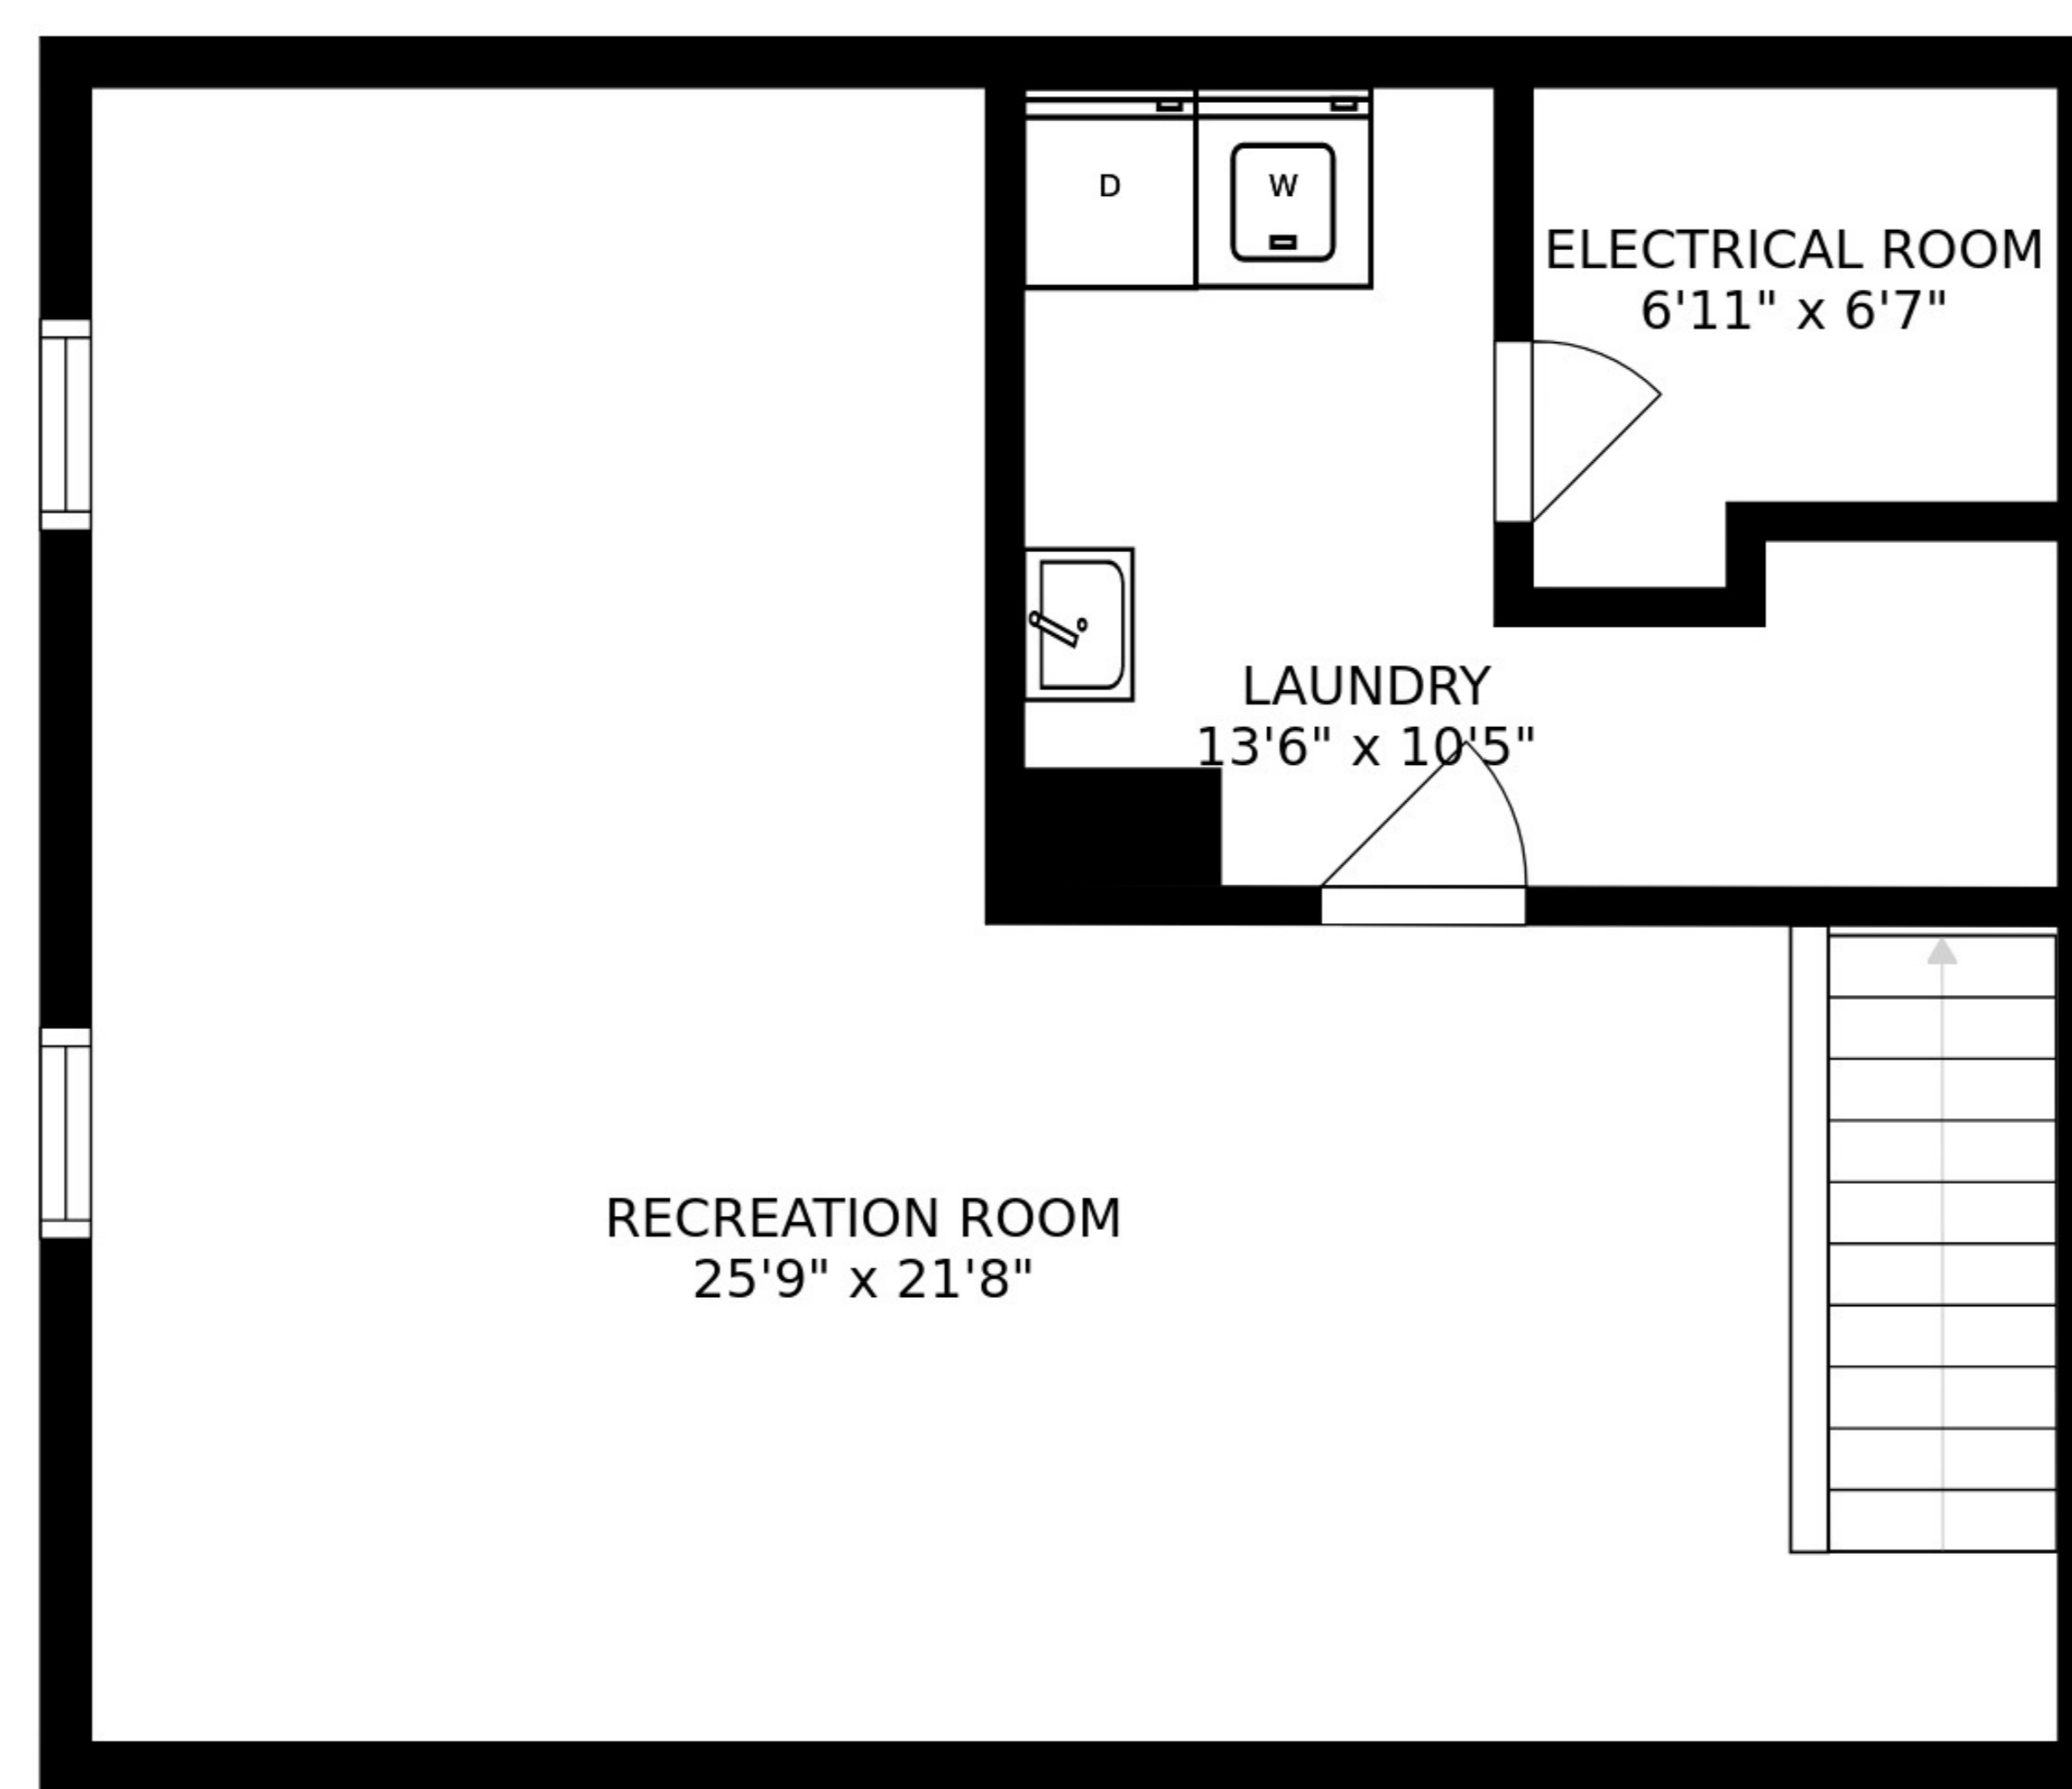 D
W
ELECTRICAL ROOM
6'11" x 6'7"
LAUNDRY
13'6" x 10'5"
RECREATION ROOM
25'9" x 21'8"